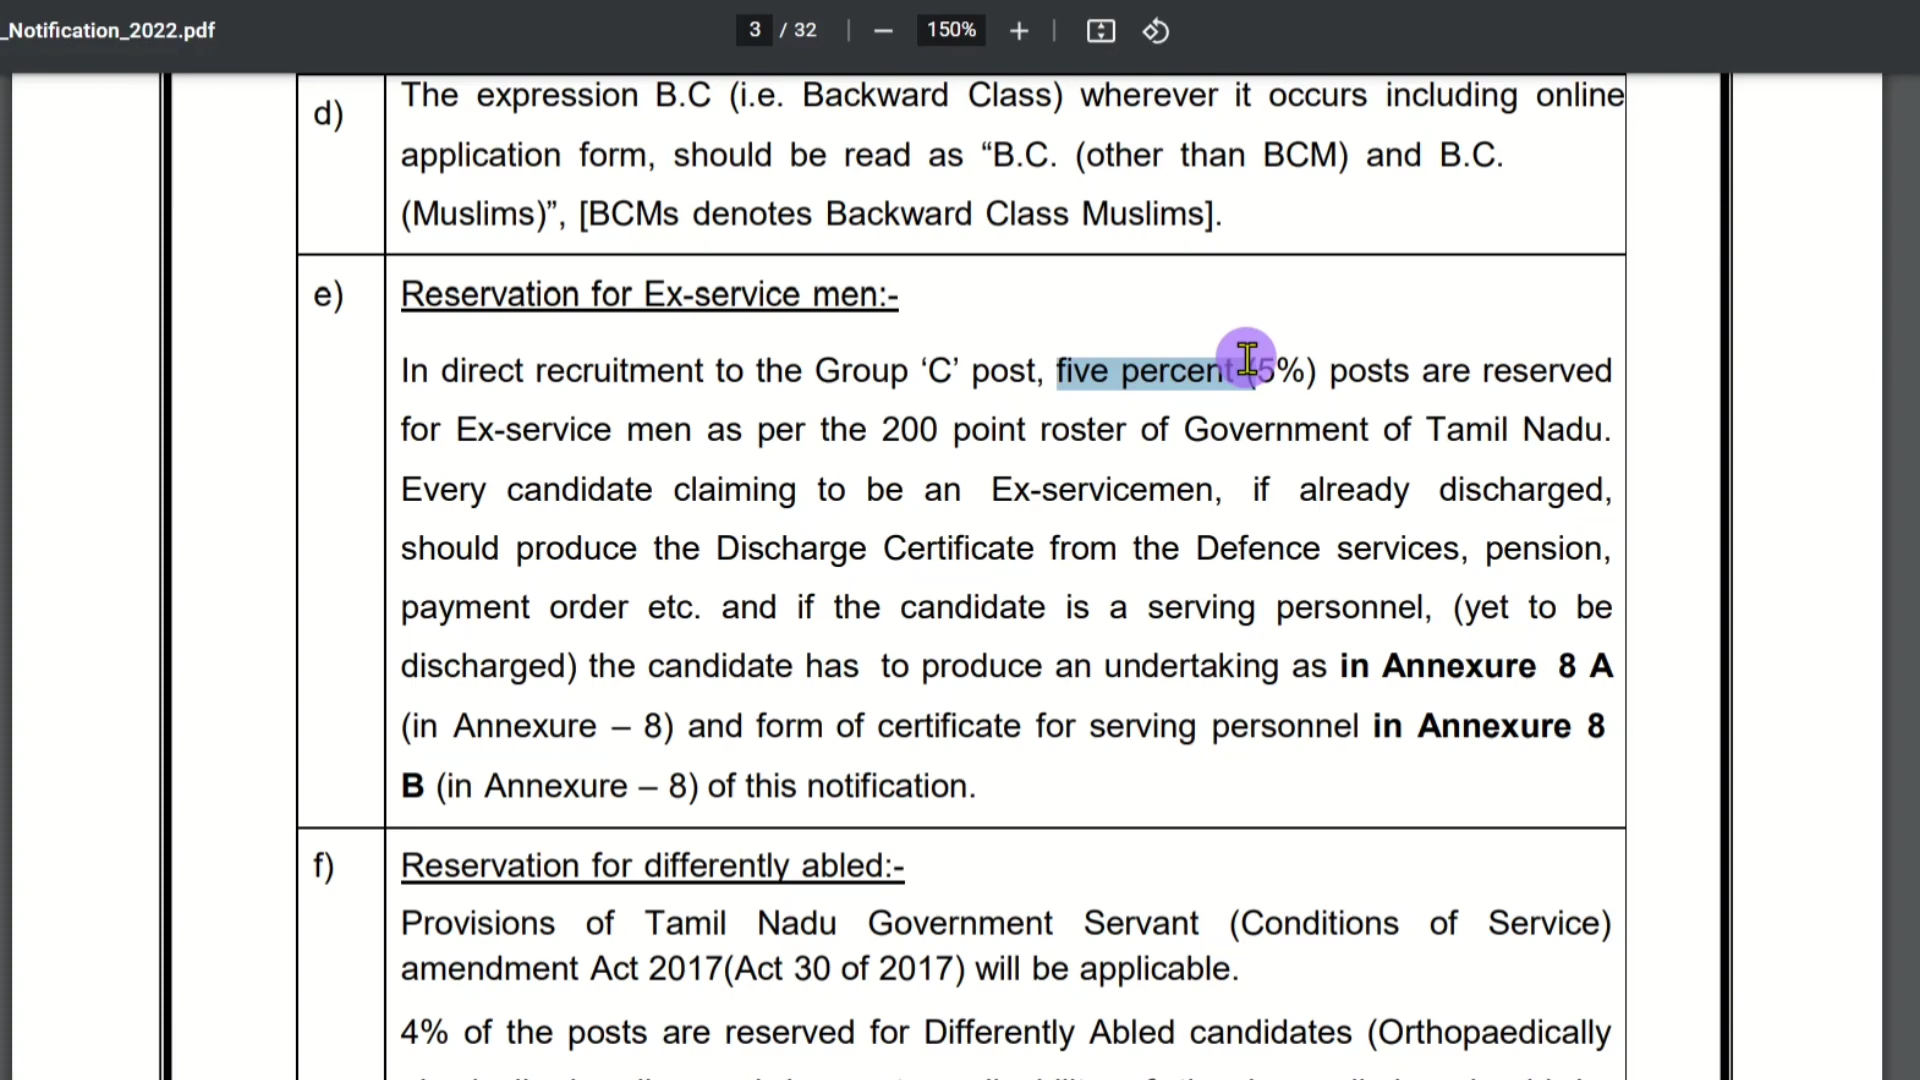 _Notification_2022.pdf
3 / 32
150%
d)
The expression B.C (i.e. Backward Class) wherever it occurs including online
application form, should be read as “B.C. (other than BCM) and B.C.
(Muslims)”, [BCMs denotes Backward Class Muslims].
e)
Reservation for Ex-service men:-
In direct recruitment to the Group ‘C’ post, five percent (5%) posts are reserved
for Ex-service men as per the 200 point roster of Government of Tamil Nadu.
Every candidate claiming to be an Ex-servicemen, if already discharged,
should produce the Discharge Certificate from the Defence services, pension,
payment order etc. and if the candidate is a serving personnel, (yet to be
discharged) the candidate has to produce an undertaking as in Annexure 8 A
(in Annexure – 8) and form of certificate for serving personnel in Annexure 8
B (in Annexure – 8) of this notification.
f)
Reservation for differently abled:-
Provisions of Tamil Nadu Government Servant (Conditions of Service)
amendment Act 2017(Act 30 of 2017) will be applicable.
4% of the posts are reserved for Differently Abled candidates (Orthopaedically